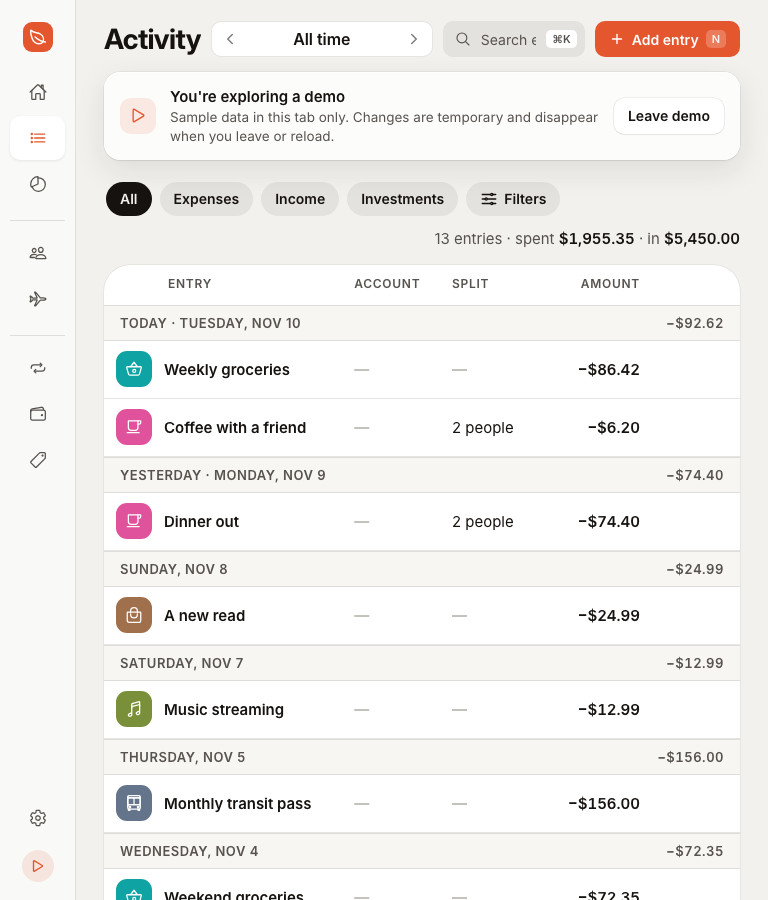 Activity
All time
Search e
⌘K
Add entry N
You're exploring a demo
Sample data in this tab only. Changes are temporary and disappear
when you leave or reload.
Leave demo
All Expenses Income Investments Filters
13 entries · spent $1,955.35 · in $5,450.00
ENTRY ACCOUNT SPLIT AMOUNT
TODAY · TUESDAY, NOV 10 −$92.62
Weekly groceries — — −$86.42
Coffee with a friend — 2 people −$6.20
YESTERDAY · MONDAY, NOV 9 −$74.40
Dinner out — 2 people −$74.40
SUNDAY, NOV 8 −$24.99
A new read — — −$24.99
SATURDAY, NOV 7 −$12.99
Music streaming — — −$12.99
THURSDAY, NOV 5 −$156.00
Monthly transit pass — — −$156.00
WEDNESDAY, NOV 4 −$72.35
Weekend groceries — — −$72.35